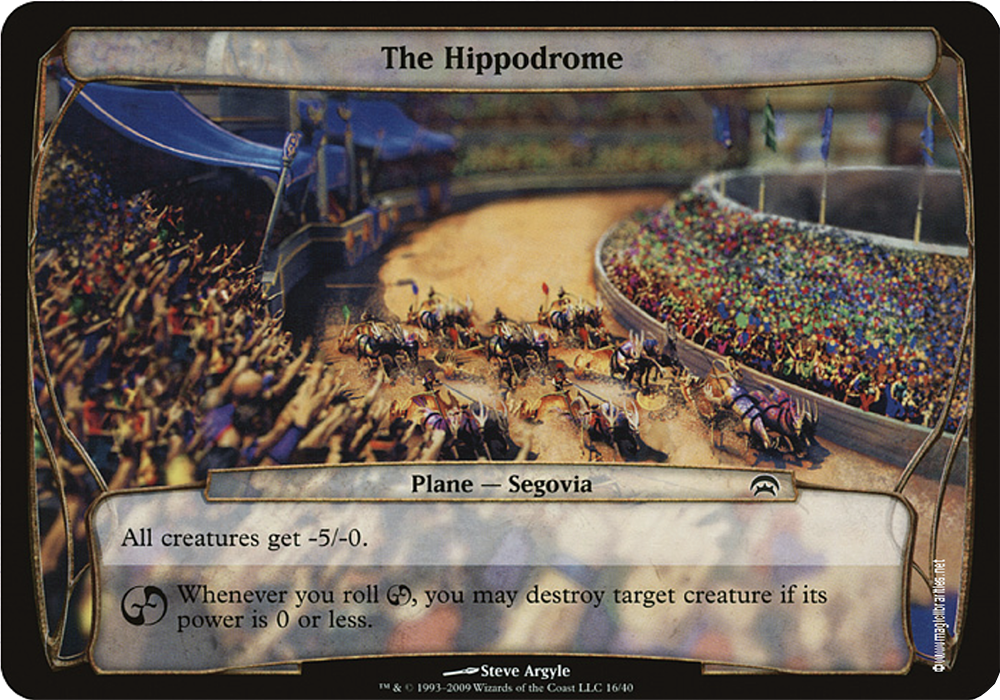 The Hippodrome
Plane — Segovia
All creatures get -5/-0.
Whenever you roll , you may destroy target creature if its
power is 0 or less.
Steve Argyle
™ & © 1993–2009 Wizards of the Coast LLC 16/40
©www.magiclibrarities.net